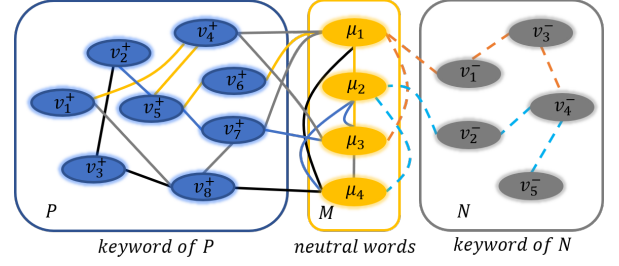 v₄⁺ μ₁ v₃⁻
v₂⁺
v₆⁺ μ₂ v₁⁻
v₁⁺ v₅⁺ v₄⁻
v₇⁺ μ₃ v₂⁻
v₃⁺ v₈⁺ μ₄ v₅⁻
P M N
keyword of P neutral words keyword of N